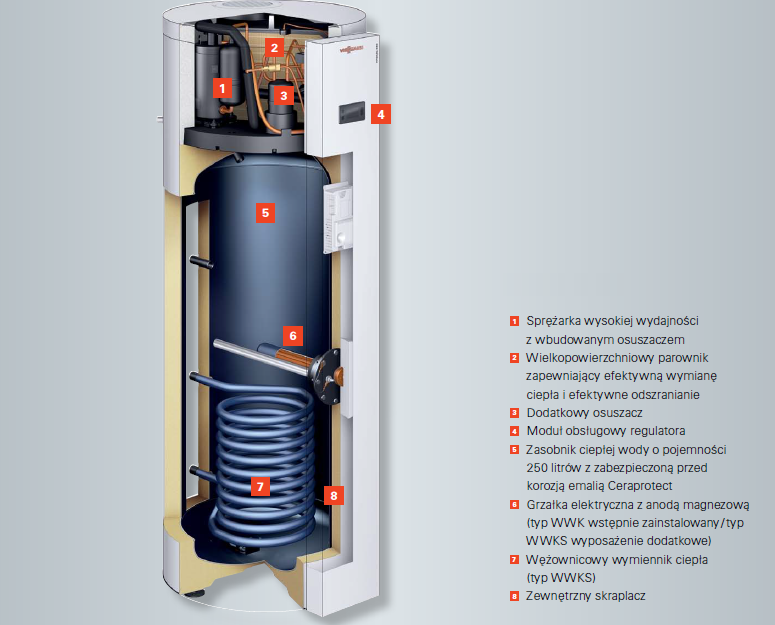 VIESMANN
1
2
3
4
5
6
7
8
1 Sprężarka wysokiej wydajności
z wbudowanym osuszaczem
2 Wielkopowierzchniowy parownik
zapewniający efektywną wymianę
ciepła i efektywne odszranianie
3 Dodatkowy osuszacz
4 Moduł obsługowy regulatora
5 Zasobnik ciepłej wody o pojemności
250 litrów z zabezpieczoną przed
korozją emalią Ceraprotect
6 Grzałka elektryczna z anodą magnezową
(typ WWK wstępnie zainstalowany/typ
WWKS wyposażenie dodatkowe)
7 Wężownicowy wymiennik ciepła
(typ WWKS)
8 Zewnętrzny skraplacz